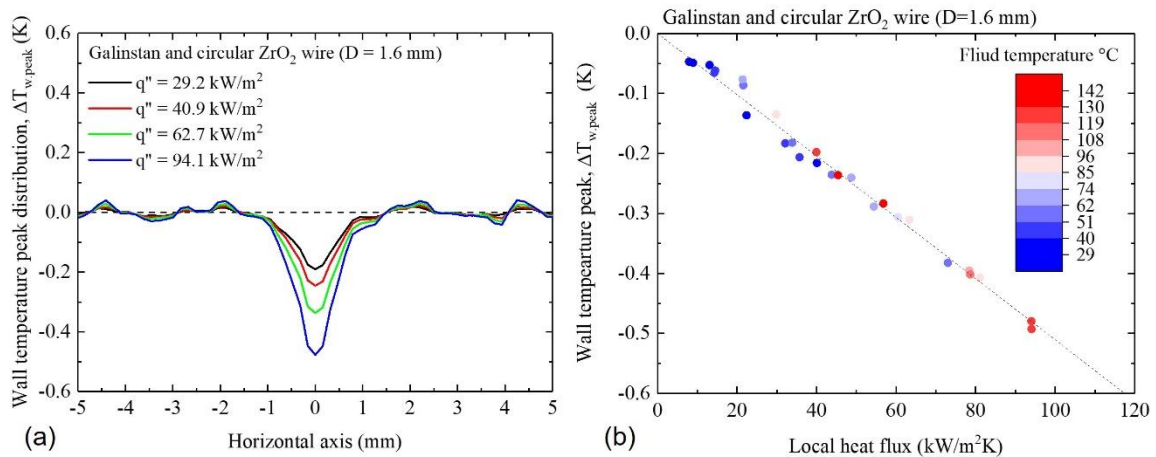 Galinstan and circular ZrO₂ wire (D = 1.6 mm)
q" = 29.2 kW/m²
q" = 40.9 kW/m²
q" = 62.7 kW/m²
q" = 94.1 kW/m²
Wall temperature peak distribution, ΔT_w.peak (K)
0.6
0.4
0.2
0.0
-0.2
-0.4
-0.6
-5 -4 -3 -2 -1 0 1 2 3 4 5
Horizontal axis (mm)
(a)
Galinstan and circular ZrO₂ wire (D=1.6 mm)
Fliud temperature °C
142
130
119
108
96
85
74
62
51
40
29
Wall tempearture peak, ΔT_w.peak (K)
0.0
-0.1
-0.2
-0.3
-0.4
-0.5
-0.6
0 20 40 60 80 100 120
Local heat flux (kW/m²K)
(b)